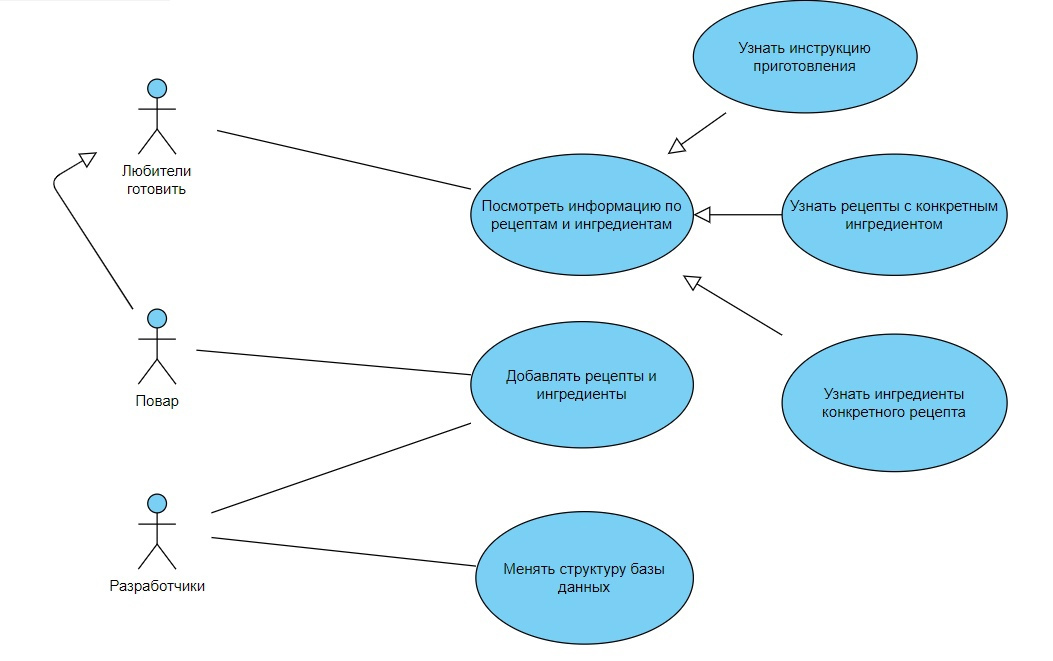 Узнать инструкцию
приготовления
Любители
готовить
Посмотреть информацию по
рецептам и ингредиентам
Узнать рецепты с конкретным
ингредиентом
Повар
Добавлять рецепты и
ингредиенты
Узнать ингредиенты
конкретного рецепта
Разработчики
Менять структуру базы
данных